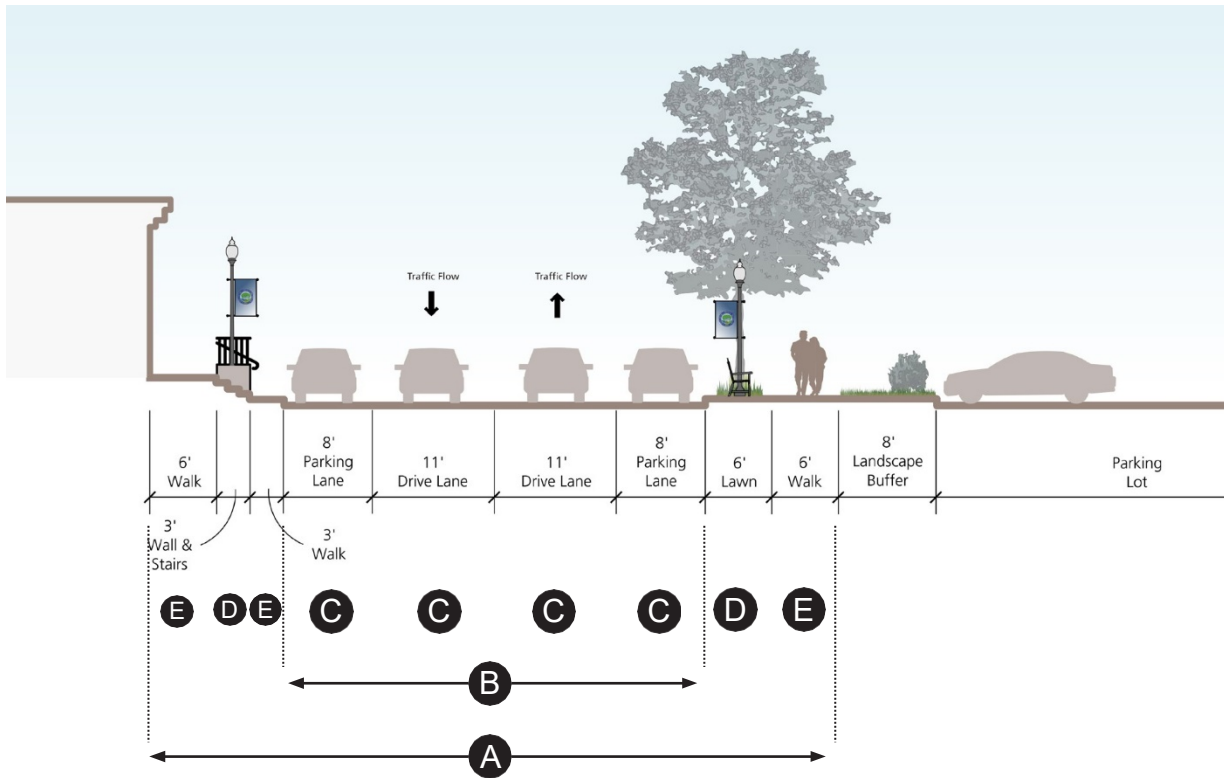 Traffic Flow
Traffic Flow
6'
Walk
8'
Parking
Lane
11'
Drive Lane
11'
Drive Lane
8'
Parking
Lane
6'
Lawn
6'
Walk
8'
Landscape
Buffer
Parking
Lot
3'
Wall &
Stairs
3'
Walk
E
D
E
C
C
C
C
D
E
B
A